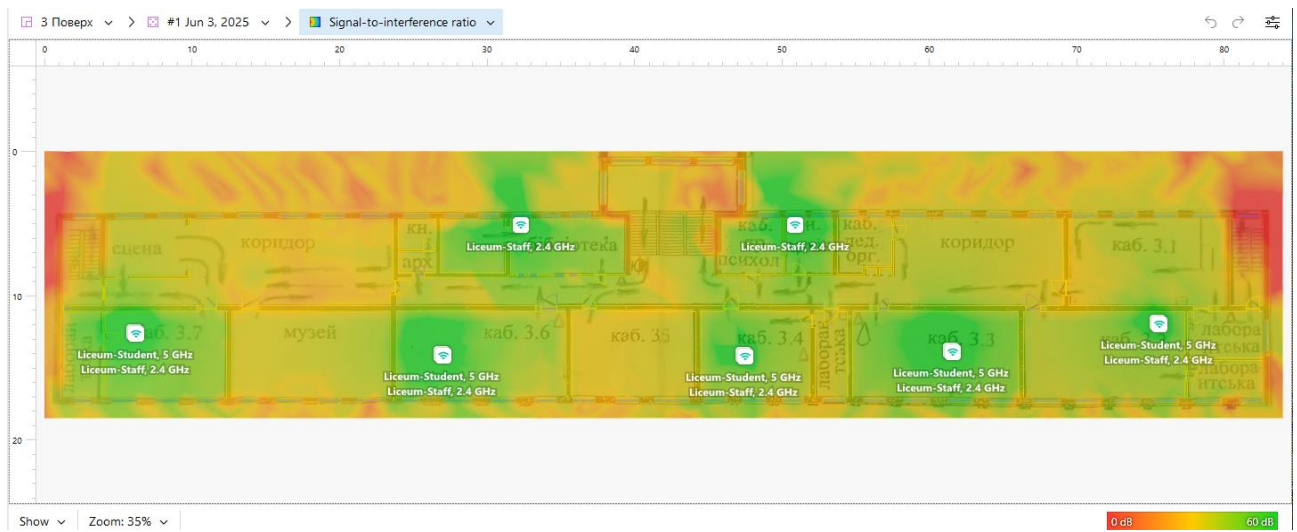 3 Поверх
#1 Jun 3, 2025
Signal-to-interference ratio
0 10 20 30 40 50 60 70 80
0
10
20
сцена
коридор
кн.
арх
Liceum-Staff, 2.4 GHz
Liceum-Staff, 2.4 GHz
каб.
психол
каб.
пед.
орг.
коридор
каб. 3.1
каб. 3.7
Liceum-Student, 5 GHz
Liceum-Staff, 2.4 GHz
музей
каб. 3.6
Liceum-Student, 5 GHz
Liceum-Staff, 2.4 GHz
каб. 35
каб. 3.4
Liceum-Student, 5 GHz
Liceum-Staff, 2.4 GHz
лаборан
тська
каб. 3.3
Liceum-Student, 5 GHz
Liceum-Staff, 2.4 GHz
Liceum-Student, 5 GHz
Liceum-Staff, 2.4 GHz
лабора
нтська
лабора
нтська
Show
Zoom: 35%
0 dB
60 dB